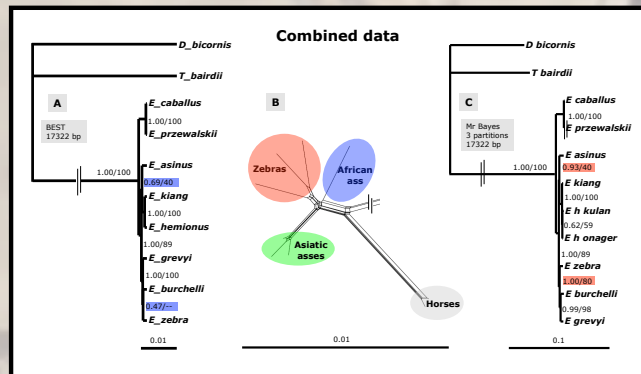 Combined data
A
BEST
17322 bp
D_bicornis
T_bairdii
E_caballus
1.00/100
E_przewalskii
1.00/100
E_asinus
0.69/40
E_kiang
1.00/100
E_hemionus
1.00/89
E_grevyi
1.00/100
E_burchelli
0.47/--
E_zebra
0.01
B
Zebras
African
ass
Asiatic
asses
Horses
0.01
C
Mr Bayes
3 partitions
17322 bp
D bicornis
T bairdii
E caballus
1.00/100
E przewalskii
1.00/100
E asinus
0.93/40
E kiang
1.00/100
E h kulan
0.62/59
E h onager
1.00/89
E zebra
1.00/80
E burchelli
0.99/98
E grevyi
0.1